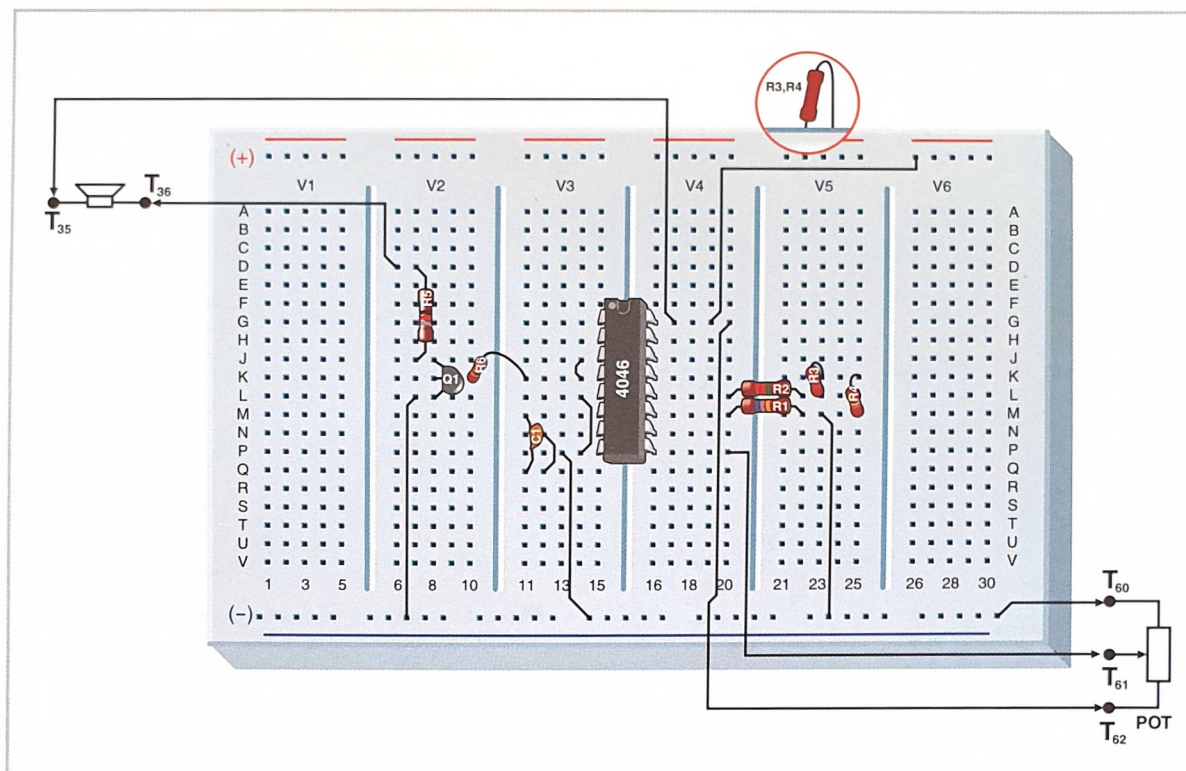 R3,R4
(+)
V1 V2 V3 V4 V5 V6
T36
T35
A A
B B
C C
D D
E E
F F
G G
H H
J J
K K
L L
M M
N N
P P
Q Q
R R
S S
T T
U U
V V
R5
Q1
R6
4046
C1
R2
R1
R3
R4
1 3 5 6 8 10 11 13 15 16 18 20 21 23 25 26 28 30
(-)
T60
T61
T62
POT